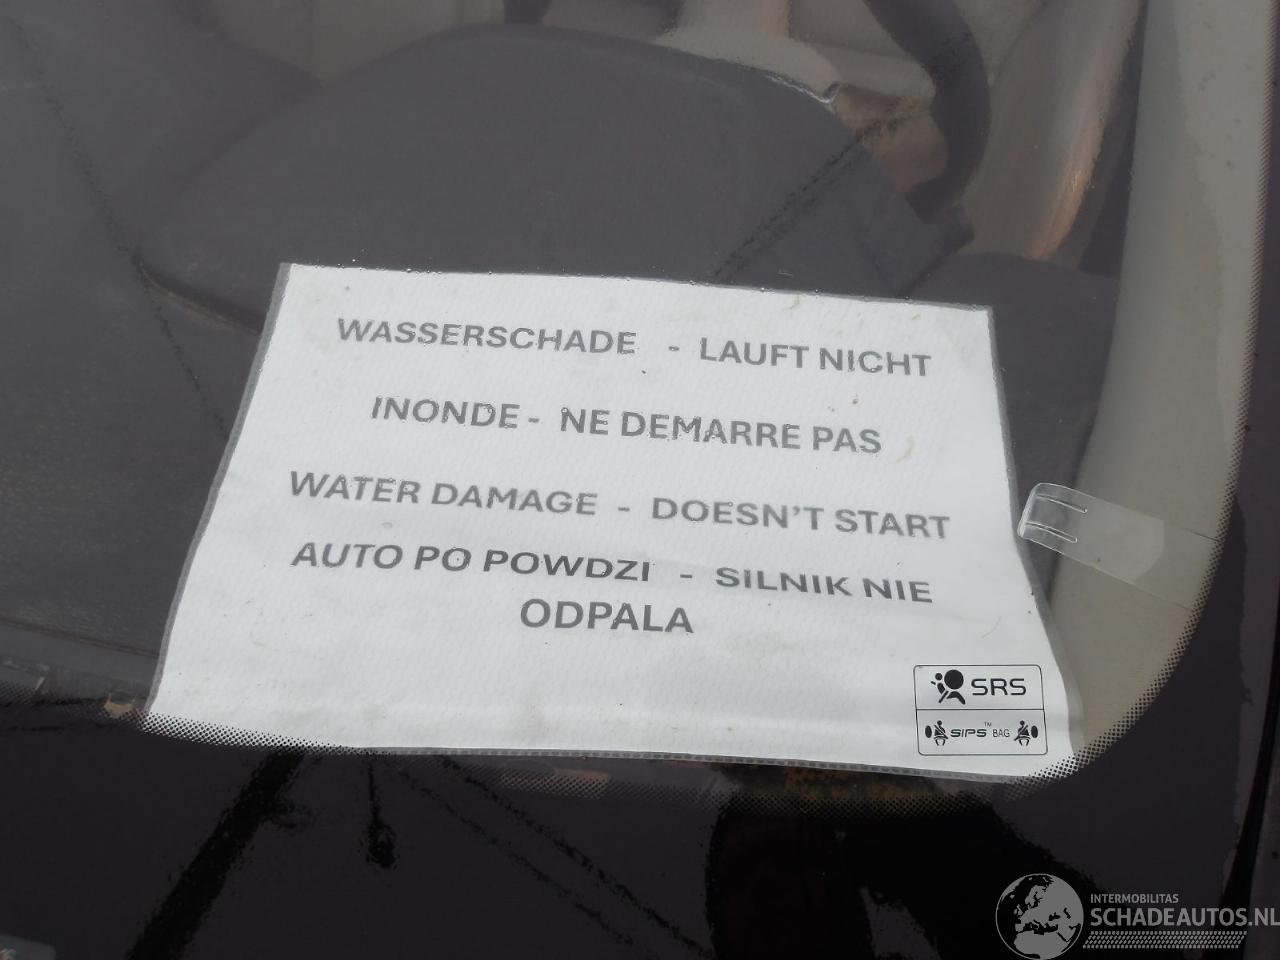 WASSERSCHADE - LAUFT NICHT
INONDE - NE DEMARRE PAS
WATER DAMAGE - DOESN'T START
AUTO PO POWDZI - SILNIK NIE
ODPALA
SRS
SIPS™ BAG
INTERMOBILITAS
SCHADEAUTOS.NL